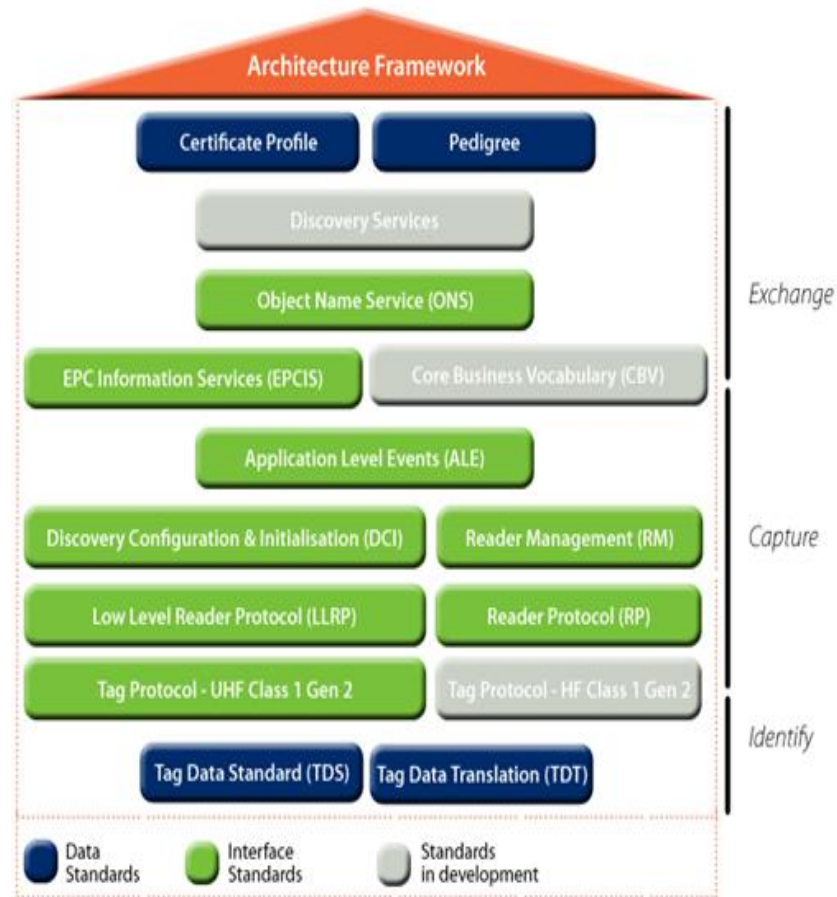 Architecture Framework
Certificate Profile
Pedigree
Discovery Services
Object Name Service (ONS)
Exchange
EPC Information Services (EPCIS)
Core Business Vocabulary (CBV)
Application Level Events (ALE)
Discovery Configuration & Initialisation (DCI)
Reader Management (RM)
Capture
Low Level Reader Protocol (LLRP)
Reader Protocol (RP)
Tag Protocol - UHF Class 1 Gen 2
Tag Protocol - HF Class 1 Gen 2
Identify
Tag Data Standard (TDS)
Tag Data Translation (TDT)
Data
Standards
Interface
Standards
Standards
in development